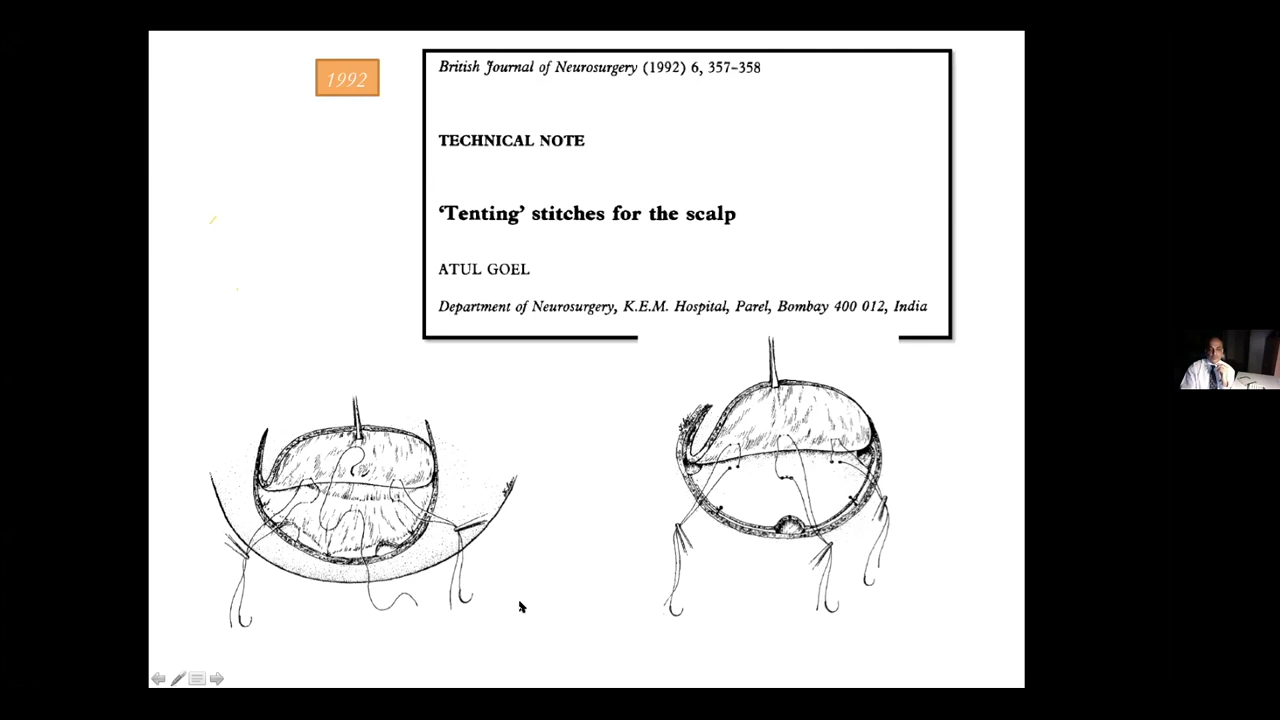 1992
British Journal of Neurosurgery (1992) 6, 357–358
TECHNICAL NOTE
‘Tenting’ stitches for the scalp
ATUL GOEL
Department of Neurosurgery, K.E.M. Hospital, Parel, Bombay 400 012, India